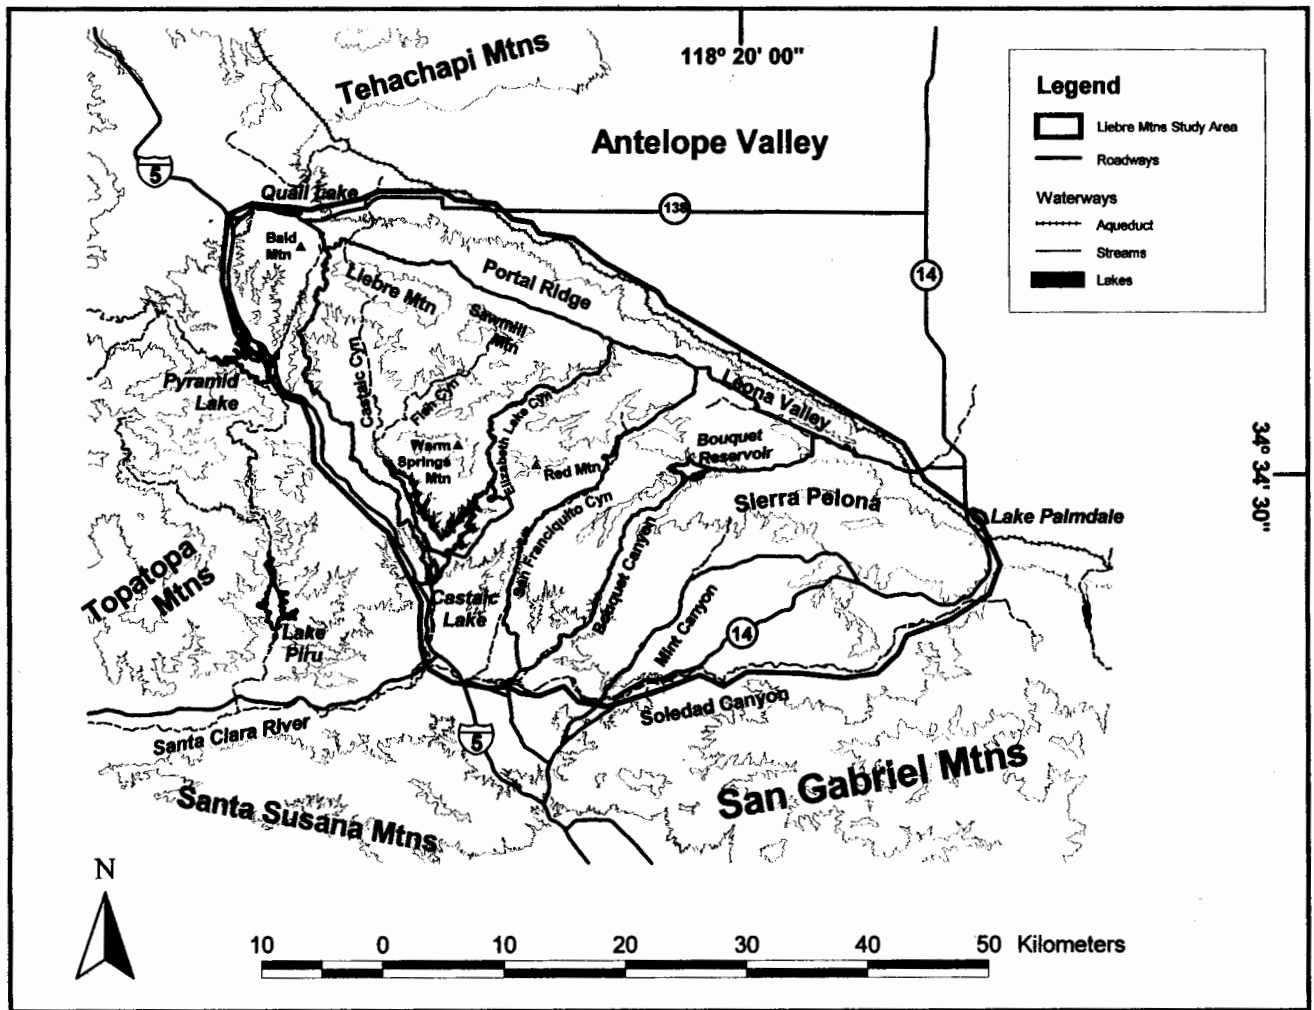 118° 20' 00"
Tehachapi Mtns
Antelope Valley
Legend
Liebre Mtns Study Area
Roadways
Waterways
Aqueduct
Streams
Lakes
5
Quail Lake
138
14
Bald
Mtn
Liebre Mtn
Portal Ridge
Sawmill
Mtn
Pyramid
Lake
Castaic Cyn
Fish Cyn
Elizabeth Lake Cyn
Leona Valley
Warm
Springs
Mtn
Red Mtn
Bouquet
Reservoir
34° 34' 30"
San Franciquito Cyn
Sierra Pelona
Lake Palmdale
Topatopa
Mtns
Castaic
Lake
Bouquet Canyon
Mint Canyon
14
Lake
Piru
Soledad Canyon
Santa Clara River
5
San Gabriel Mtns
Santa Susana Mtns
N
10 0 10 20 30 40 50 Kilometers